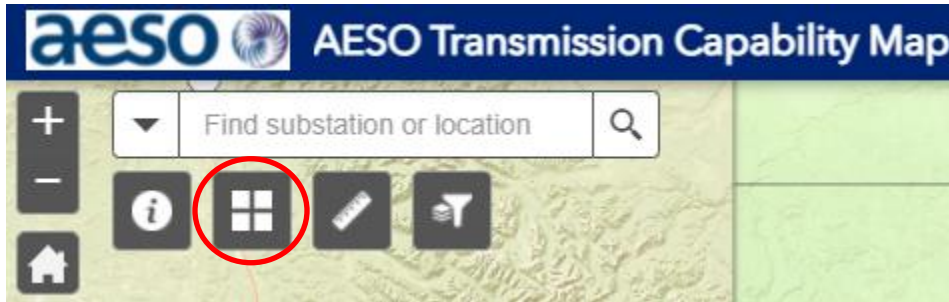 aeso AESO Transmission Capability Map
+
Find substation or location
−
i